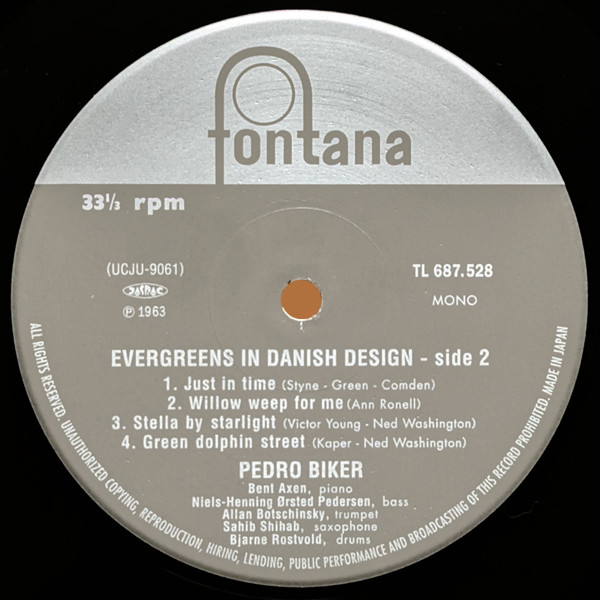 fontana
33⅓ rpm
(UCJU-9061)
JASRAC
Ⓟ 1963
TL 687.528
MONO
EVERGREENS IN DANISH DESIGN - side 2
1. Just in time (Styne - Green - Comden)
2. Willow weep for me (Ann Ronell)
3. Stella by starlight (Victor Young - Ned Washington)
4. Green dolphin street (Kaper - Ned Washington)
PEDRO BIKER
Bent Axen, piano
Niels-Henning Ørsted Pedersen, bass
Allan Botschinsky, trumpet
Sahib Shihab, saxophone
Bjarne Rostvold, drums
ALL RIGHTS RESERVED. UNAUTHORIZED COPYING, REPRODUCTION, HIRING, LENDING, PUBLIC PERFORMANCE AND BROADCASTING OF THIS RECORD PROHIBITED. MADE IN JAPAN